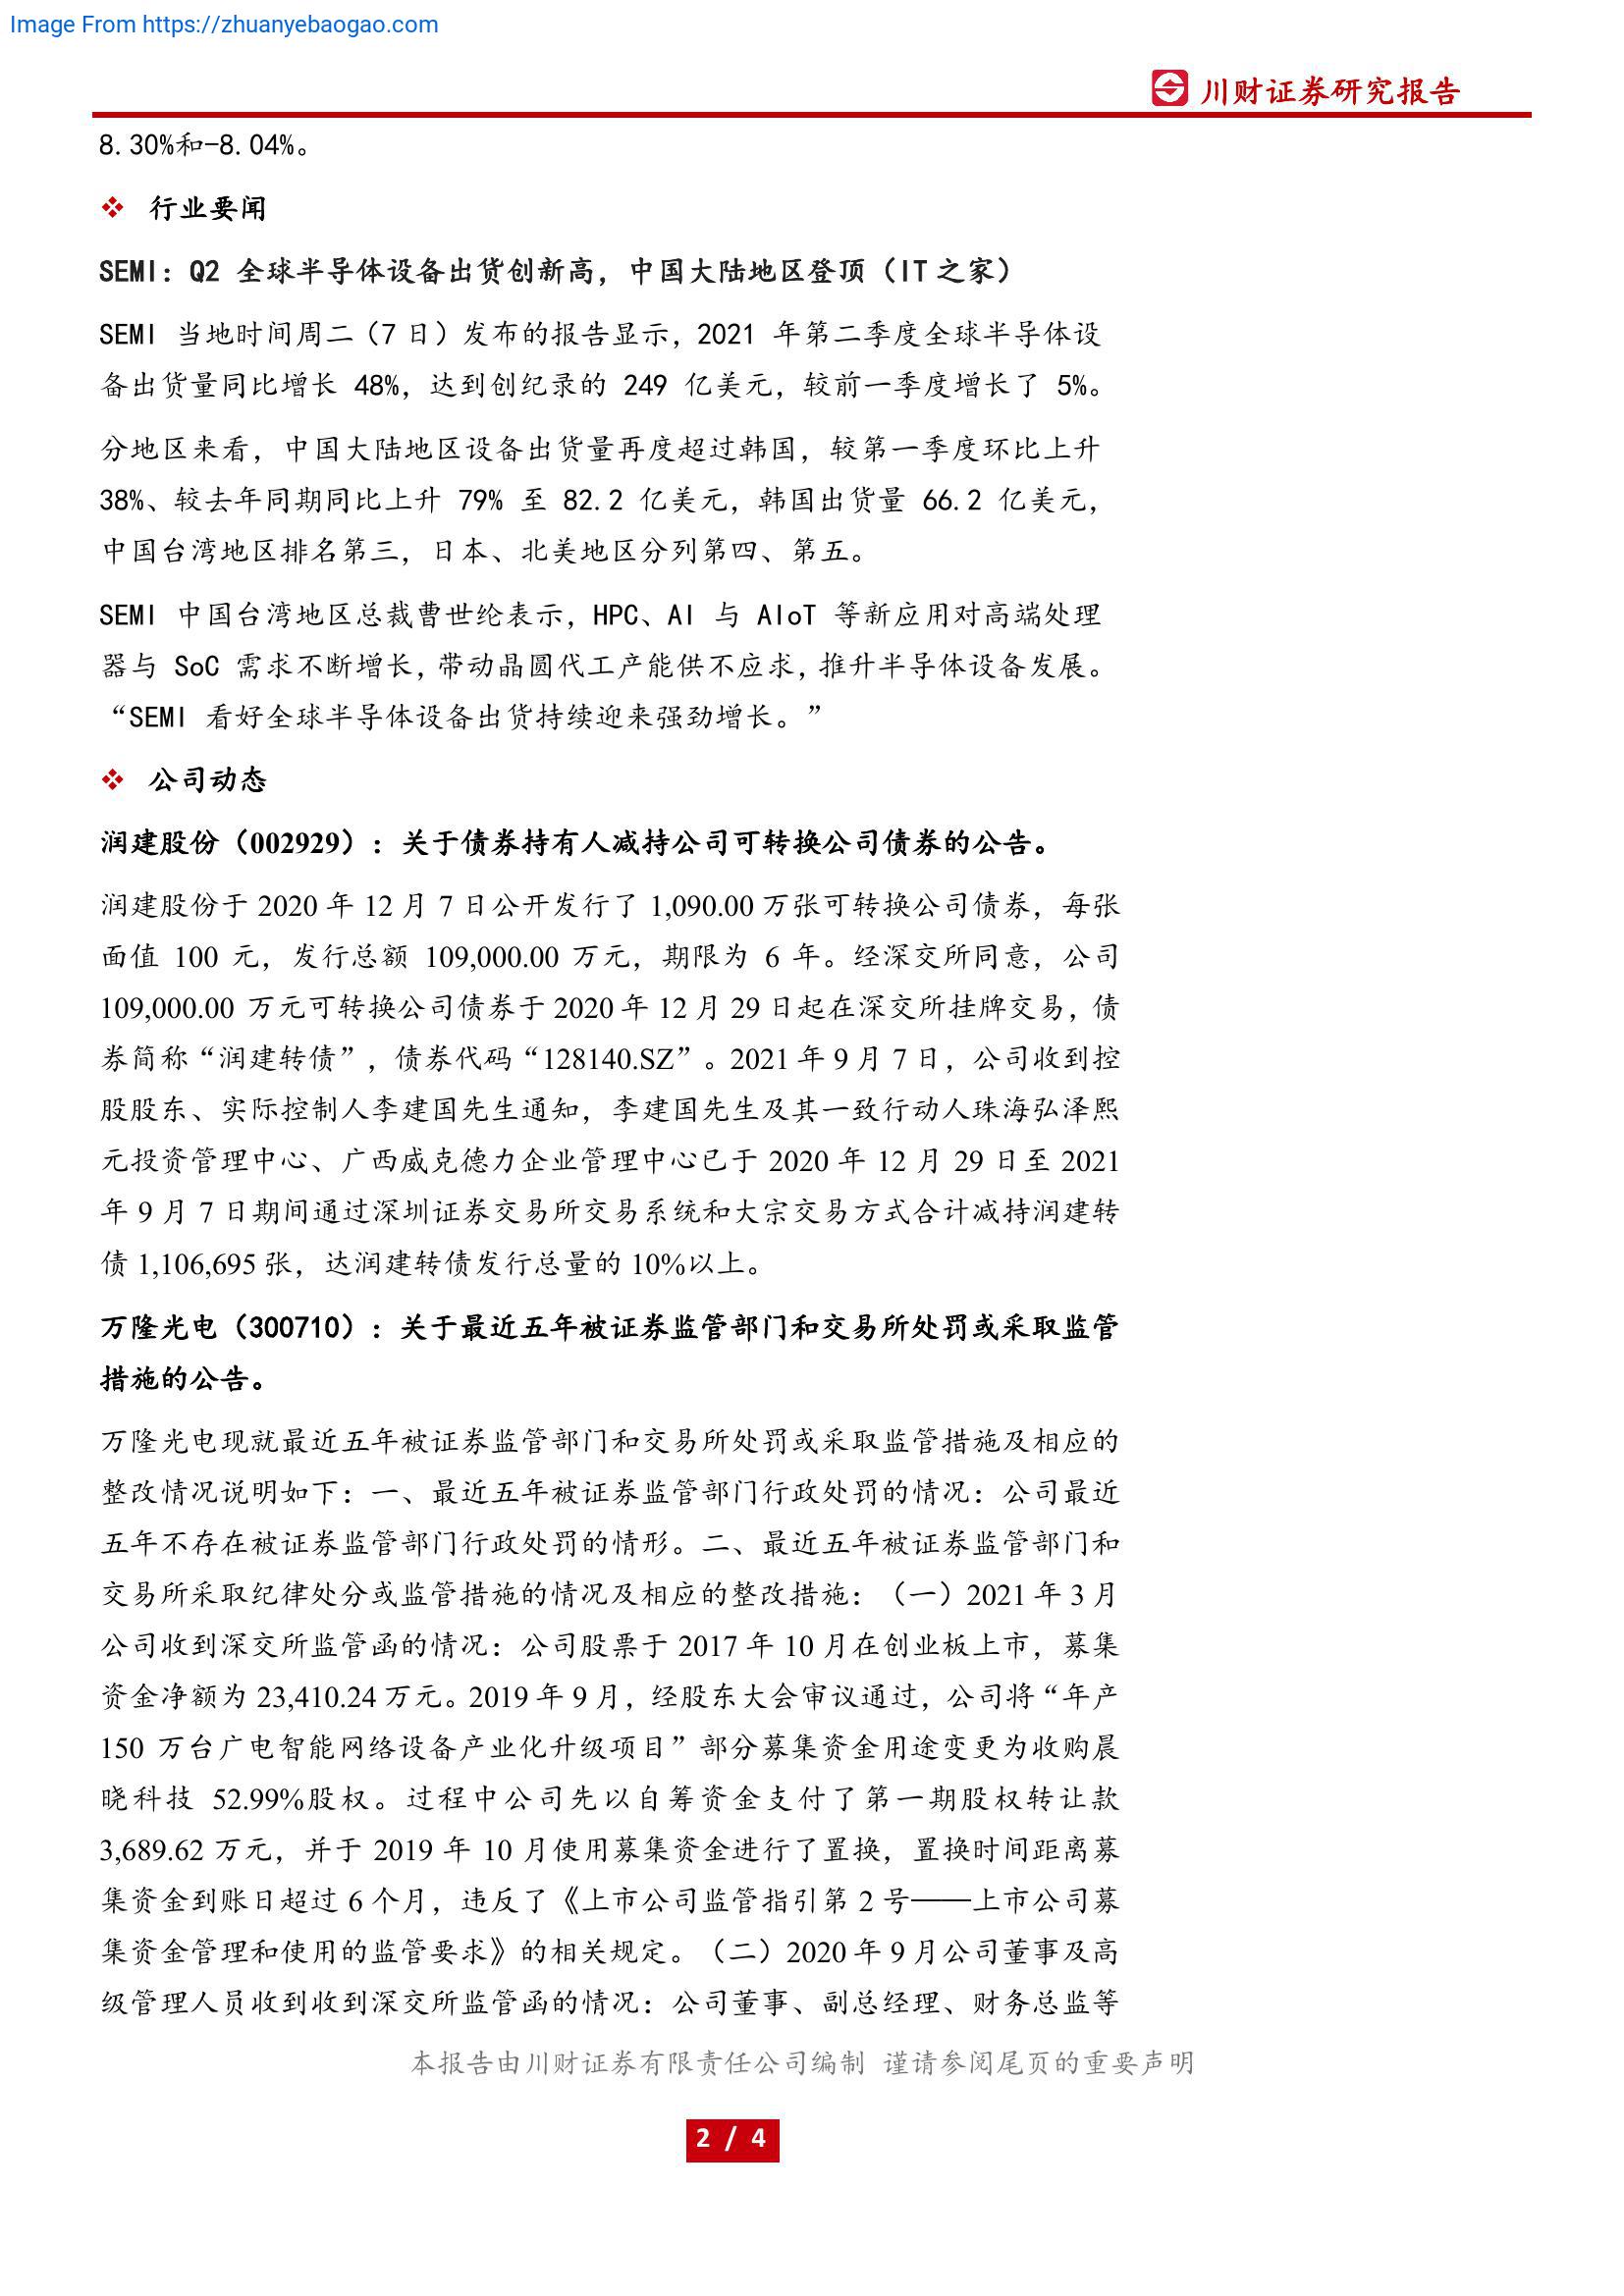 Image From https://zhuanyebaogao.com
川财证券研究报告
8.30%和-8.04%。
行业要闻
SEMI：Q2 全球半导体设备出货创新高，中国大陆地区登顶（IT之家）
SEMI 当地时间周二（7日）发布的报告显示，2021 年第二季度全球半导体设
备出货量同比增长 48%，达到创纪录的 249 亿美元，较前一季度增长了 5%。
分地区来看，中国大陆地区设备出货量再度超过韩国，较第一季度环比上升
38%、较去年同期同比上升 79% 至 82.2 亿美元，韩国出货量 66.2 亿美元，
中国台湾地区排名第三，日本、北美地区分列第四、第五。
SEMI 中国台湾地区总裁曹世纶表示，HPC、AI 与 AIoT 等新应用对高端处理
器与 SoC 需求不断增长，带动晶圆代工产能供不应求，推升半导体设备发展。
“SEMI 看好全球半导体设备出货持续迎来强劲增长。”
公司动态
润建股份（002929）：关于债券持有人减持公司可转换公司债券的公告。
润建股份于 2020 年 12 月 7 日公开发行了 1,090.00 万张可转换公司债券，每张
面值 100 元，发行总额 109,000.00 万元，期限为 6 年。经深交所同意，公司
109,000.00 万元可转换公司债券于 2020 年 12 月 29 日起在深交所挂牌交易，债
券简称“润建转债”，债券代码“128140.SZ”。2021 年 9 月 7 日，公司收到控
股股东、实际控制人李建国先生通知，李建国先生及其一致行动人珠海弘泽熙
元投资管理中心、广西威克德力企业管理中心已于 2020 年 12 月 29 日至 2021
年 9 月 7 日期间通过深圳证券交易所交易系统和大宗交易方式合计减持润建转
债 1,106,695 张，达润建转债发行总量的 10%以上。
万隆光电（300710）：关于最近五年被证券监管部门和交易所处罚或采取监管
措施的公告。
万隆光电现就最近五年被证券监管部门和交易所处罚或采取监管措施及相应的
整改情况说明如下：一、最近五年被证券监管部门行政处罚的情况：公司最近
五年不存在被证券监管部门行政处罚的情形。二、最近五年被证券监管部门和
交易所采取纪律处分或监管措施的情况及相应的整改措施：（一）2021 年 3 月
公司收到深交所监管函的情况：公司股票于 2017 年 10 月在创业板上市，募集
资金净额为 23,410.24 万元。2019 年 9 月，经股东大会审议通过，公司将“年产
150 万台广电智能网络设备产业化升级项目”部分募集资金用途变更为收购晨
晓科技 52.99%股权。过程中公司先以自筹资金支付了第一期股权转让款
3,689.62 万元，并于 2019 年 10 月使用募集资金进行了置换，置换时间距离募
集资金到账日超过 6 个月，违反了《上市公司监管指引第 2 号——上市公司募
集资金管理和使用的监管要求》的相关规定。（二）2020 年 9 月公司董事及高
级管理人员收到收到深交所监管函的情况：公司董事、副总经理、财务总监等
本报告由川财证券有限责任公司编制 谨请参阅尾页的重要声明
2 / 4